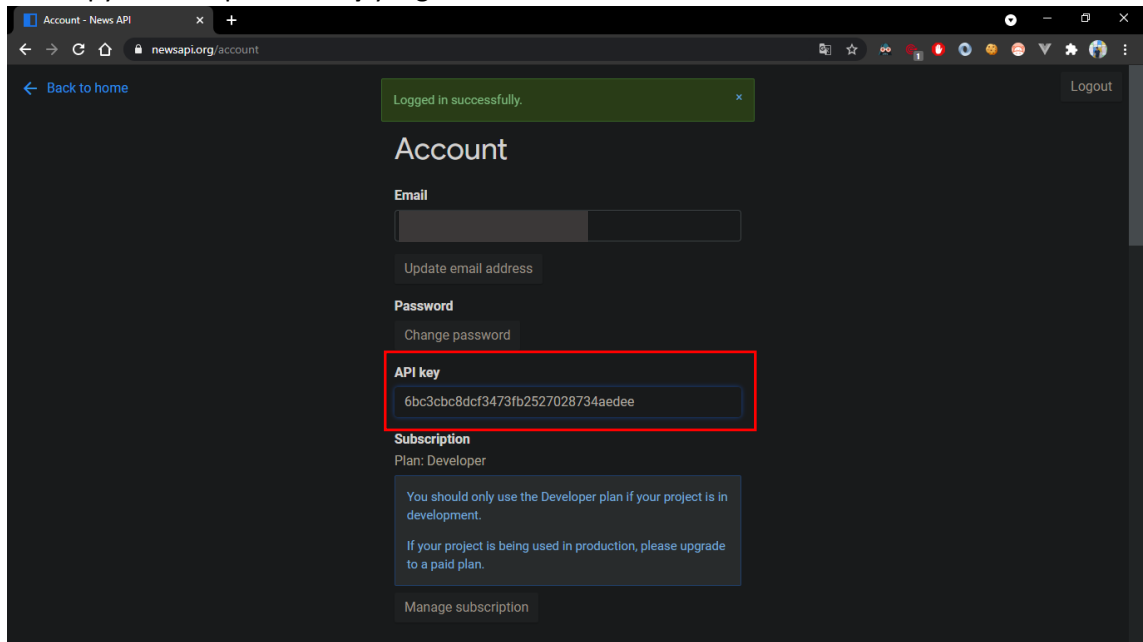 Account - News API
newsapi.org/account
1
Back to home
Logged in successfully.
Logout
Account
Email
Update email address
Password
Change password
API key
6bc3cbc8dcf3473fb2527028734aedee
Subscription
Plan: Developer
You should only use the Developer plan if your project is in
development.
If your project is being used in production, please upgrade
to a paid plan.
Manage subscription